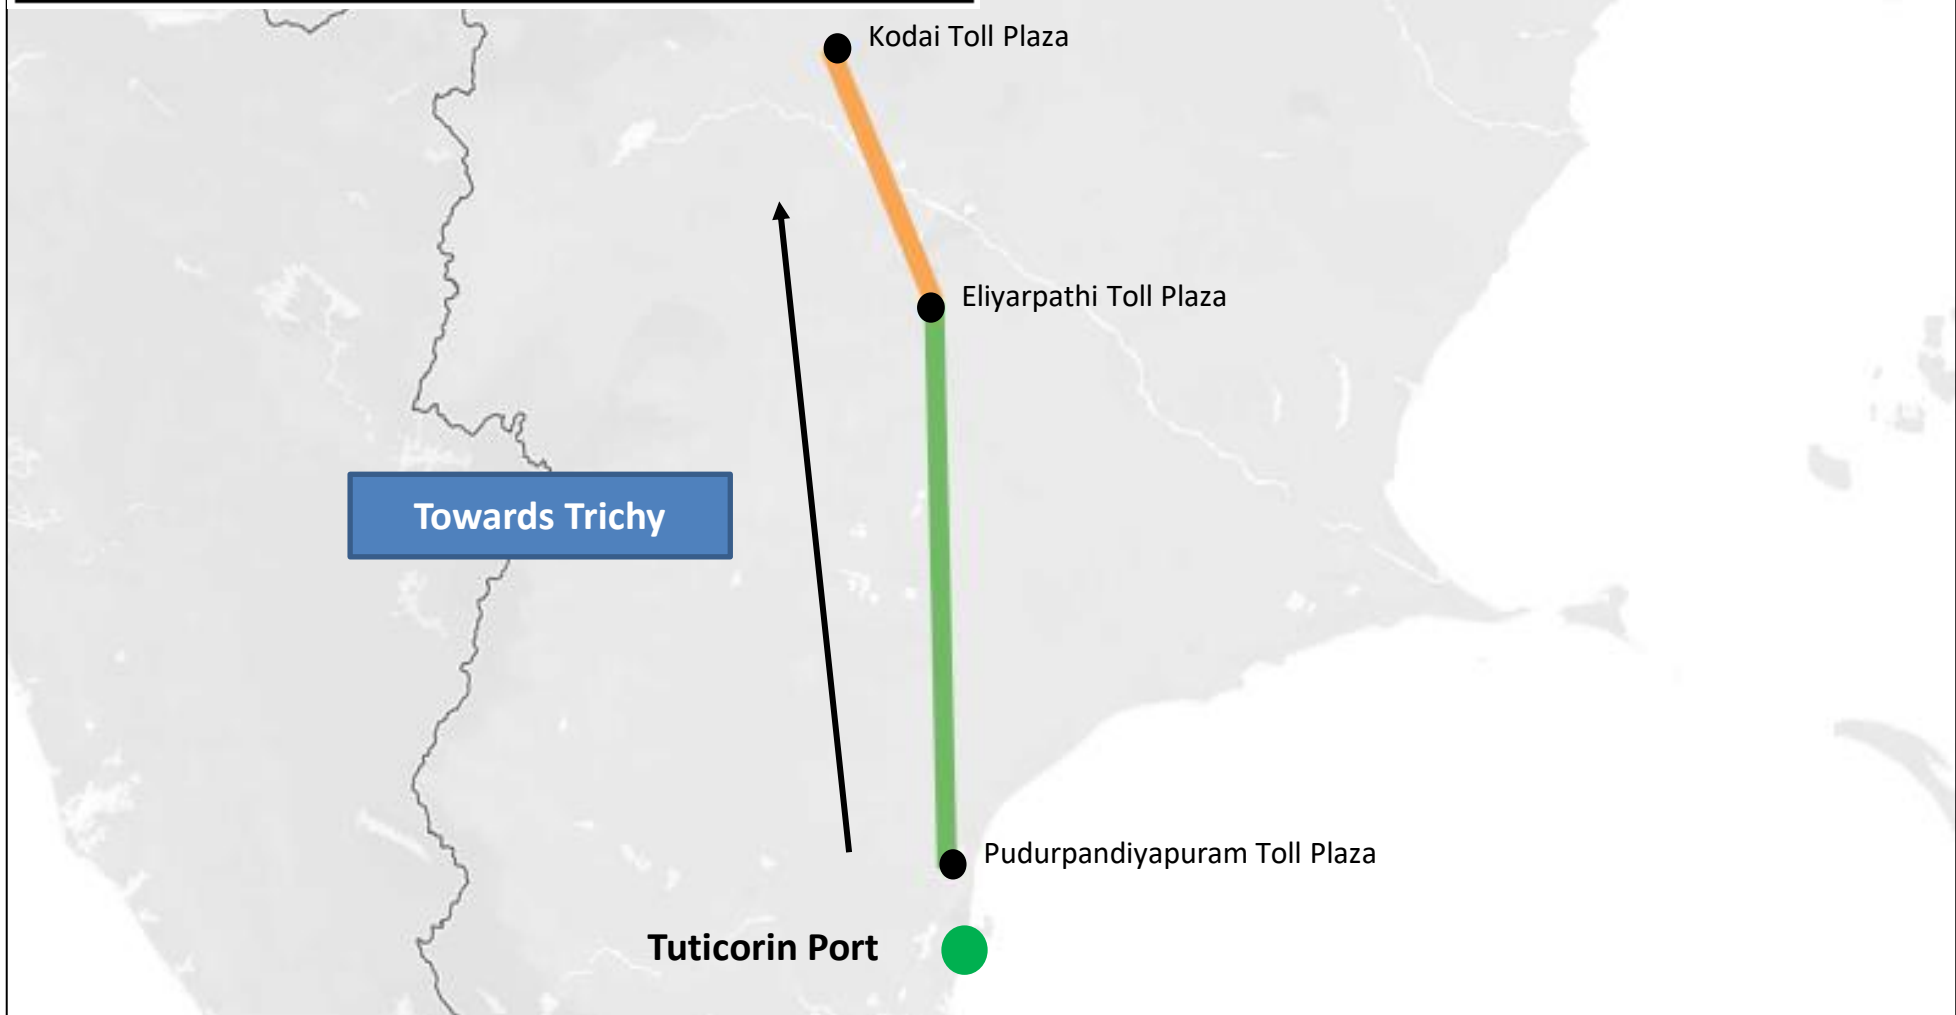 Kodai Toll Plaza
Eliyarpathi Toll Plaza
Towards Trichy
Pudurpandiyapuram Toll Plaza
Tuticorin Port